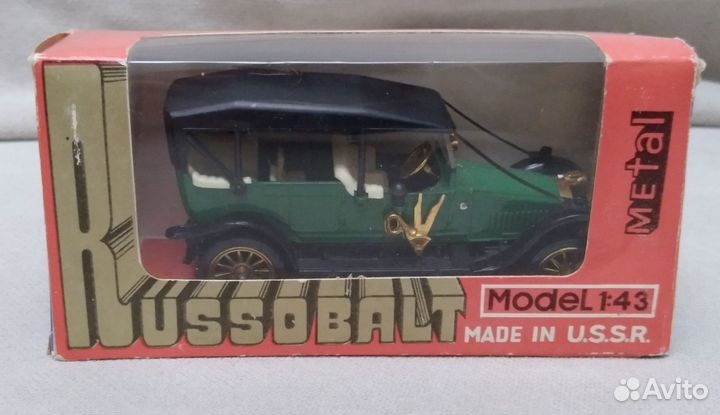 RUSSOBALT
METAL
MODEL 1:43
MADE IN U.S.S.R.
Avito